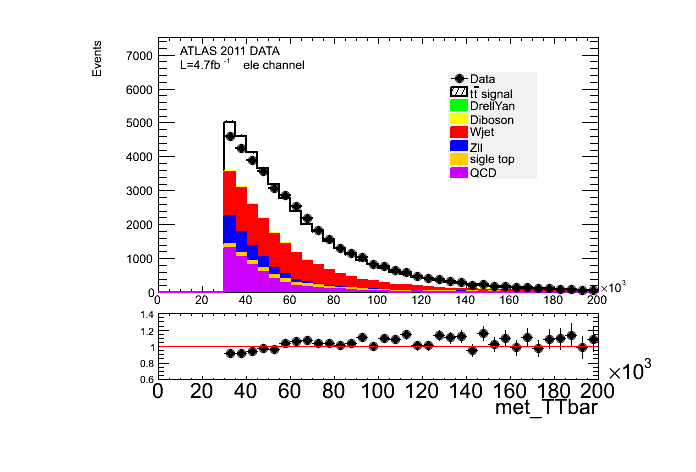 Events
7000
6000
5000
4000
3000
2000
1000
0
ATLAS 2011 DATA
L=4.7fb -1 ele channel
Data
tt signal
DrellYan
Diboson
Wjet
Zll
sigle top
QCD
0 20 40 60 80 100 120 140 160 180 200 ×10³
1.4
1.2
1
0.8
0.6
0 20 40 60 80 100 120 140 160 180 200
×10³
met_TTbar